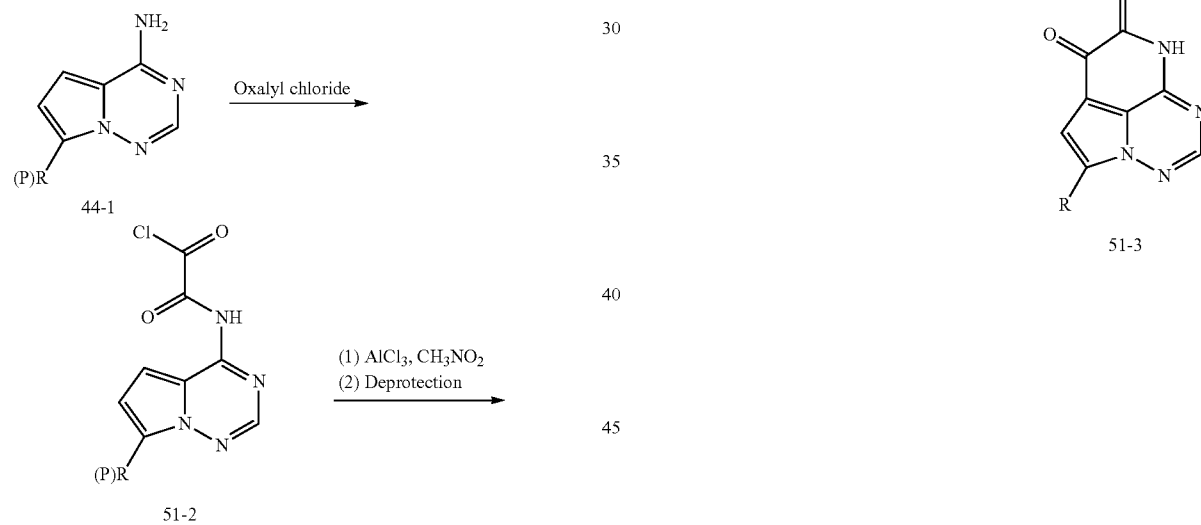 NH₂
N
N
N
(P)R
44-1
Oxalyl chloride
Cl
O
O
NH
N
N
N
(P)R
51-2
(1) AlCl₃, CH₃NO₂
(2) Deprotection
30
35
40
45
O
NH
N
N
N
R
51-3